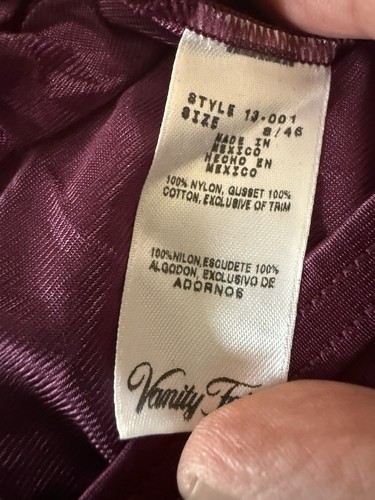 STYLE 13-001
SIZE 8/46
MADE IN
MEXICO
HECHO EN
MEXICO
100% NYLON, GUSSET 100%
COTTON, EXCLUSIVE OF TRIM
100%NILON,ESCUDETE 100%
ALGODON, EXCLUSIVO DE
ADORNOS
Vanity